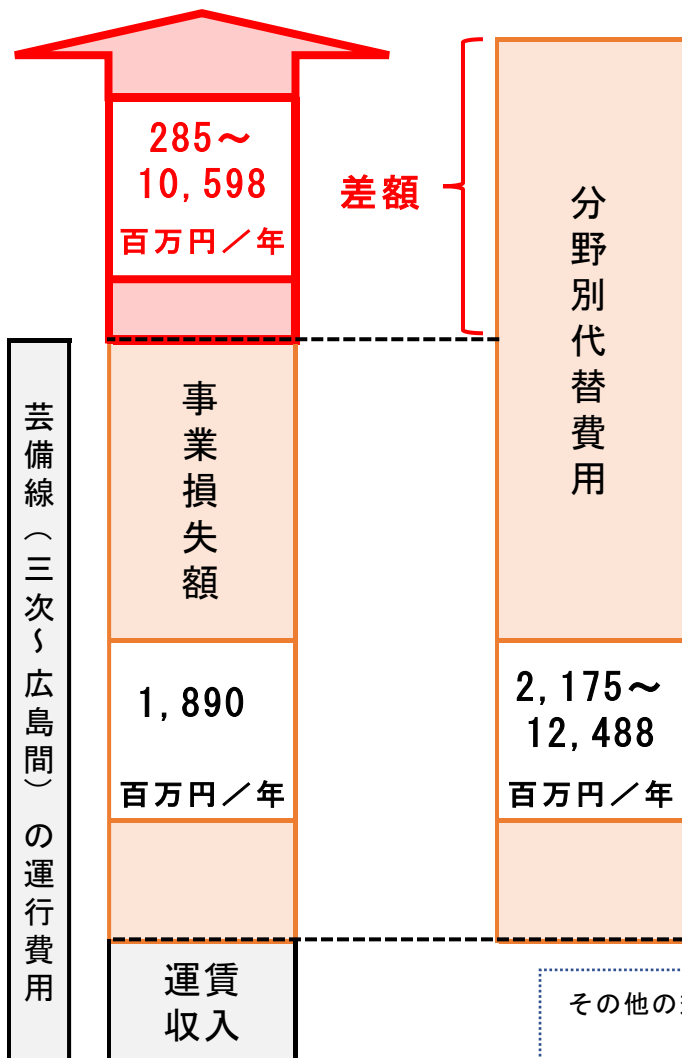 285～
10,598
百万円／年
差額
分野別代替費用
芸備線（三次～広島間）の運行費用
事業損失額
1,890
百万円／年
2,175～
12,488
百万円／年
運賃
収入
その他の